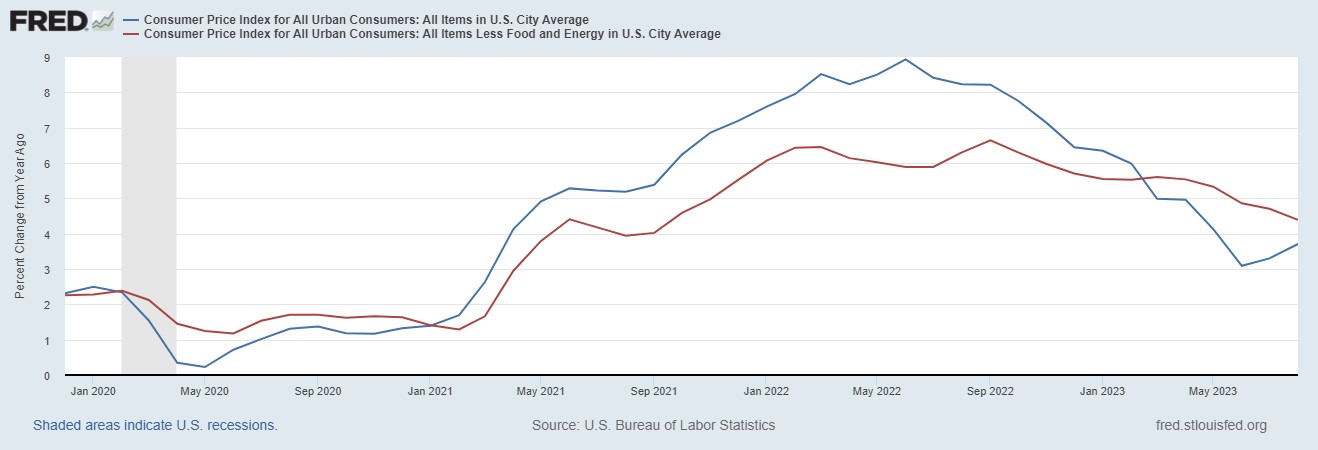 FRED
Consumer Price Index for All Urban Consumers: All Items in U.S. City Average
Consumer Price Index for All Urban Consumers: All Items Less Food and Energy in U.S. City Average
Percent Change from Year Ago
9
8
7
6
5
4
3
2
1
0
Jan 2020 May 2020 Sep 2020 Jan 2021 May 2021 Sep 2021 Jan 2022 May 2022 Sep 2022 Jan 2023 May 2023
Shaded areas indicate U.S. recessions. Source: U.S. Bureau of Labor Statistics fred.stlouisfed.org